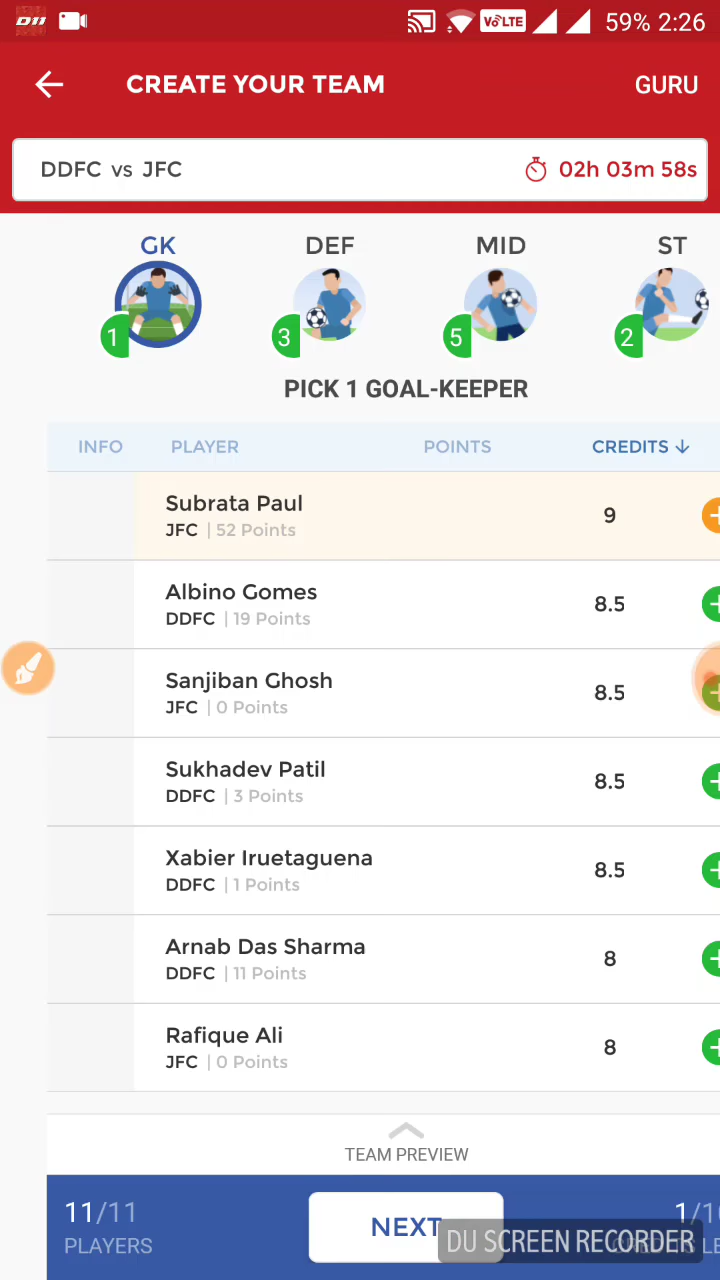 D11 VoLTE 59% 2:26
CREATE YOUR TEAM GURU
DDFC vs JFC 02h 03m 58s
GK DEF MID ST
1 3 5 2
PICK 1 GOAL-KEEPER
INFO PLAYER POINTS CREDITS
Subrata Paul 9
JFC | 52 Points
Albino Gomes 8.5
DDFC | 19 Points
Sanjiban Ghosh 8.5
JFC | 0 Points
Sukhadev Patil 8.5
DDFC | 3 Points
Xabier Iruetaguena 8.5
DDFC | 1 Points
Arnab Das Sharma 8
DDFC | 11 Points
Rafique Ali 8
JFC | 0 Points
TEAM PREVIEW
11/11 NEXT
PLAYERS
DU SCREEN RECORDER